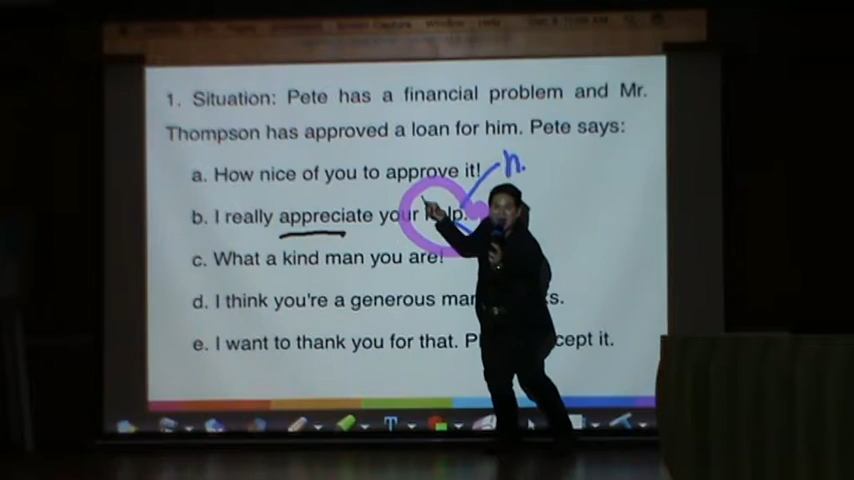 1. Situation: Pete has a financial problem and Mr.
Thompson has approved a loan for him. Pete says:
a. How nice of you to approve it!
n.
b. I really appreciate your help.
c. What a kind man you are!
d. I think you're a generous
e. I want to thank you for that. it.